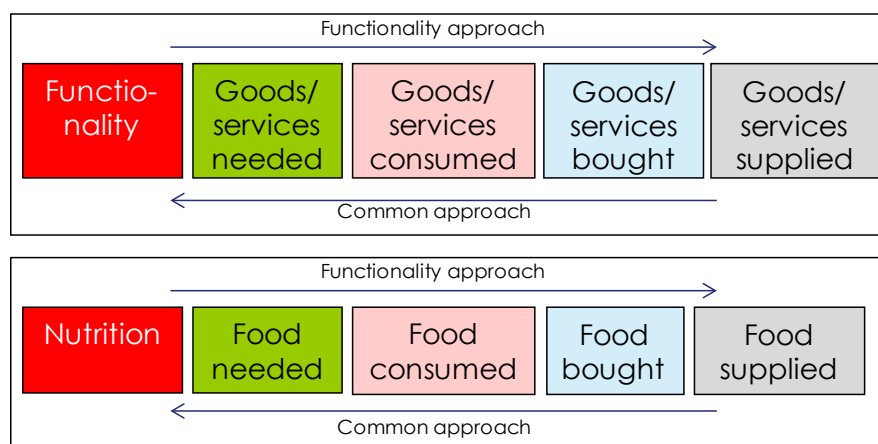 Functionality approach
Functio-
nality
Goods/
services
needed
Goods/
services
consumed
Goods/
services
bought
Goods/
services
supplied
Common approach
Functionality approach
Nutrition
Food
needed
Food
consumed
Food
bought
Food
supplied
Common approach